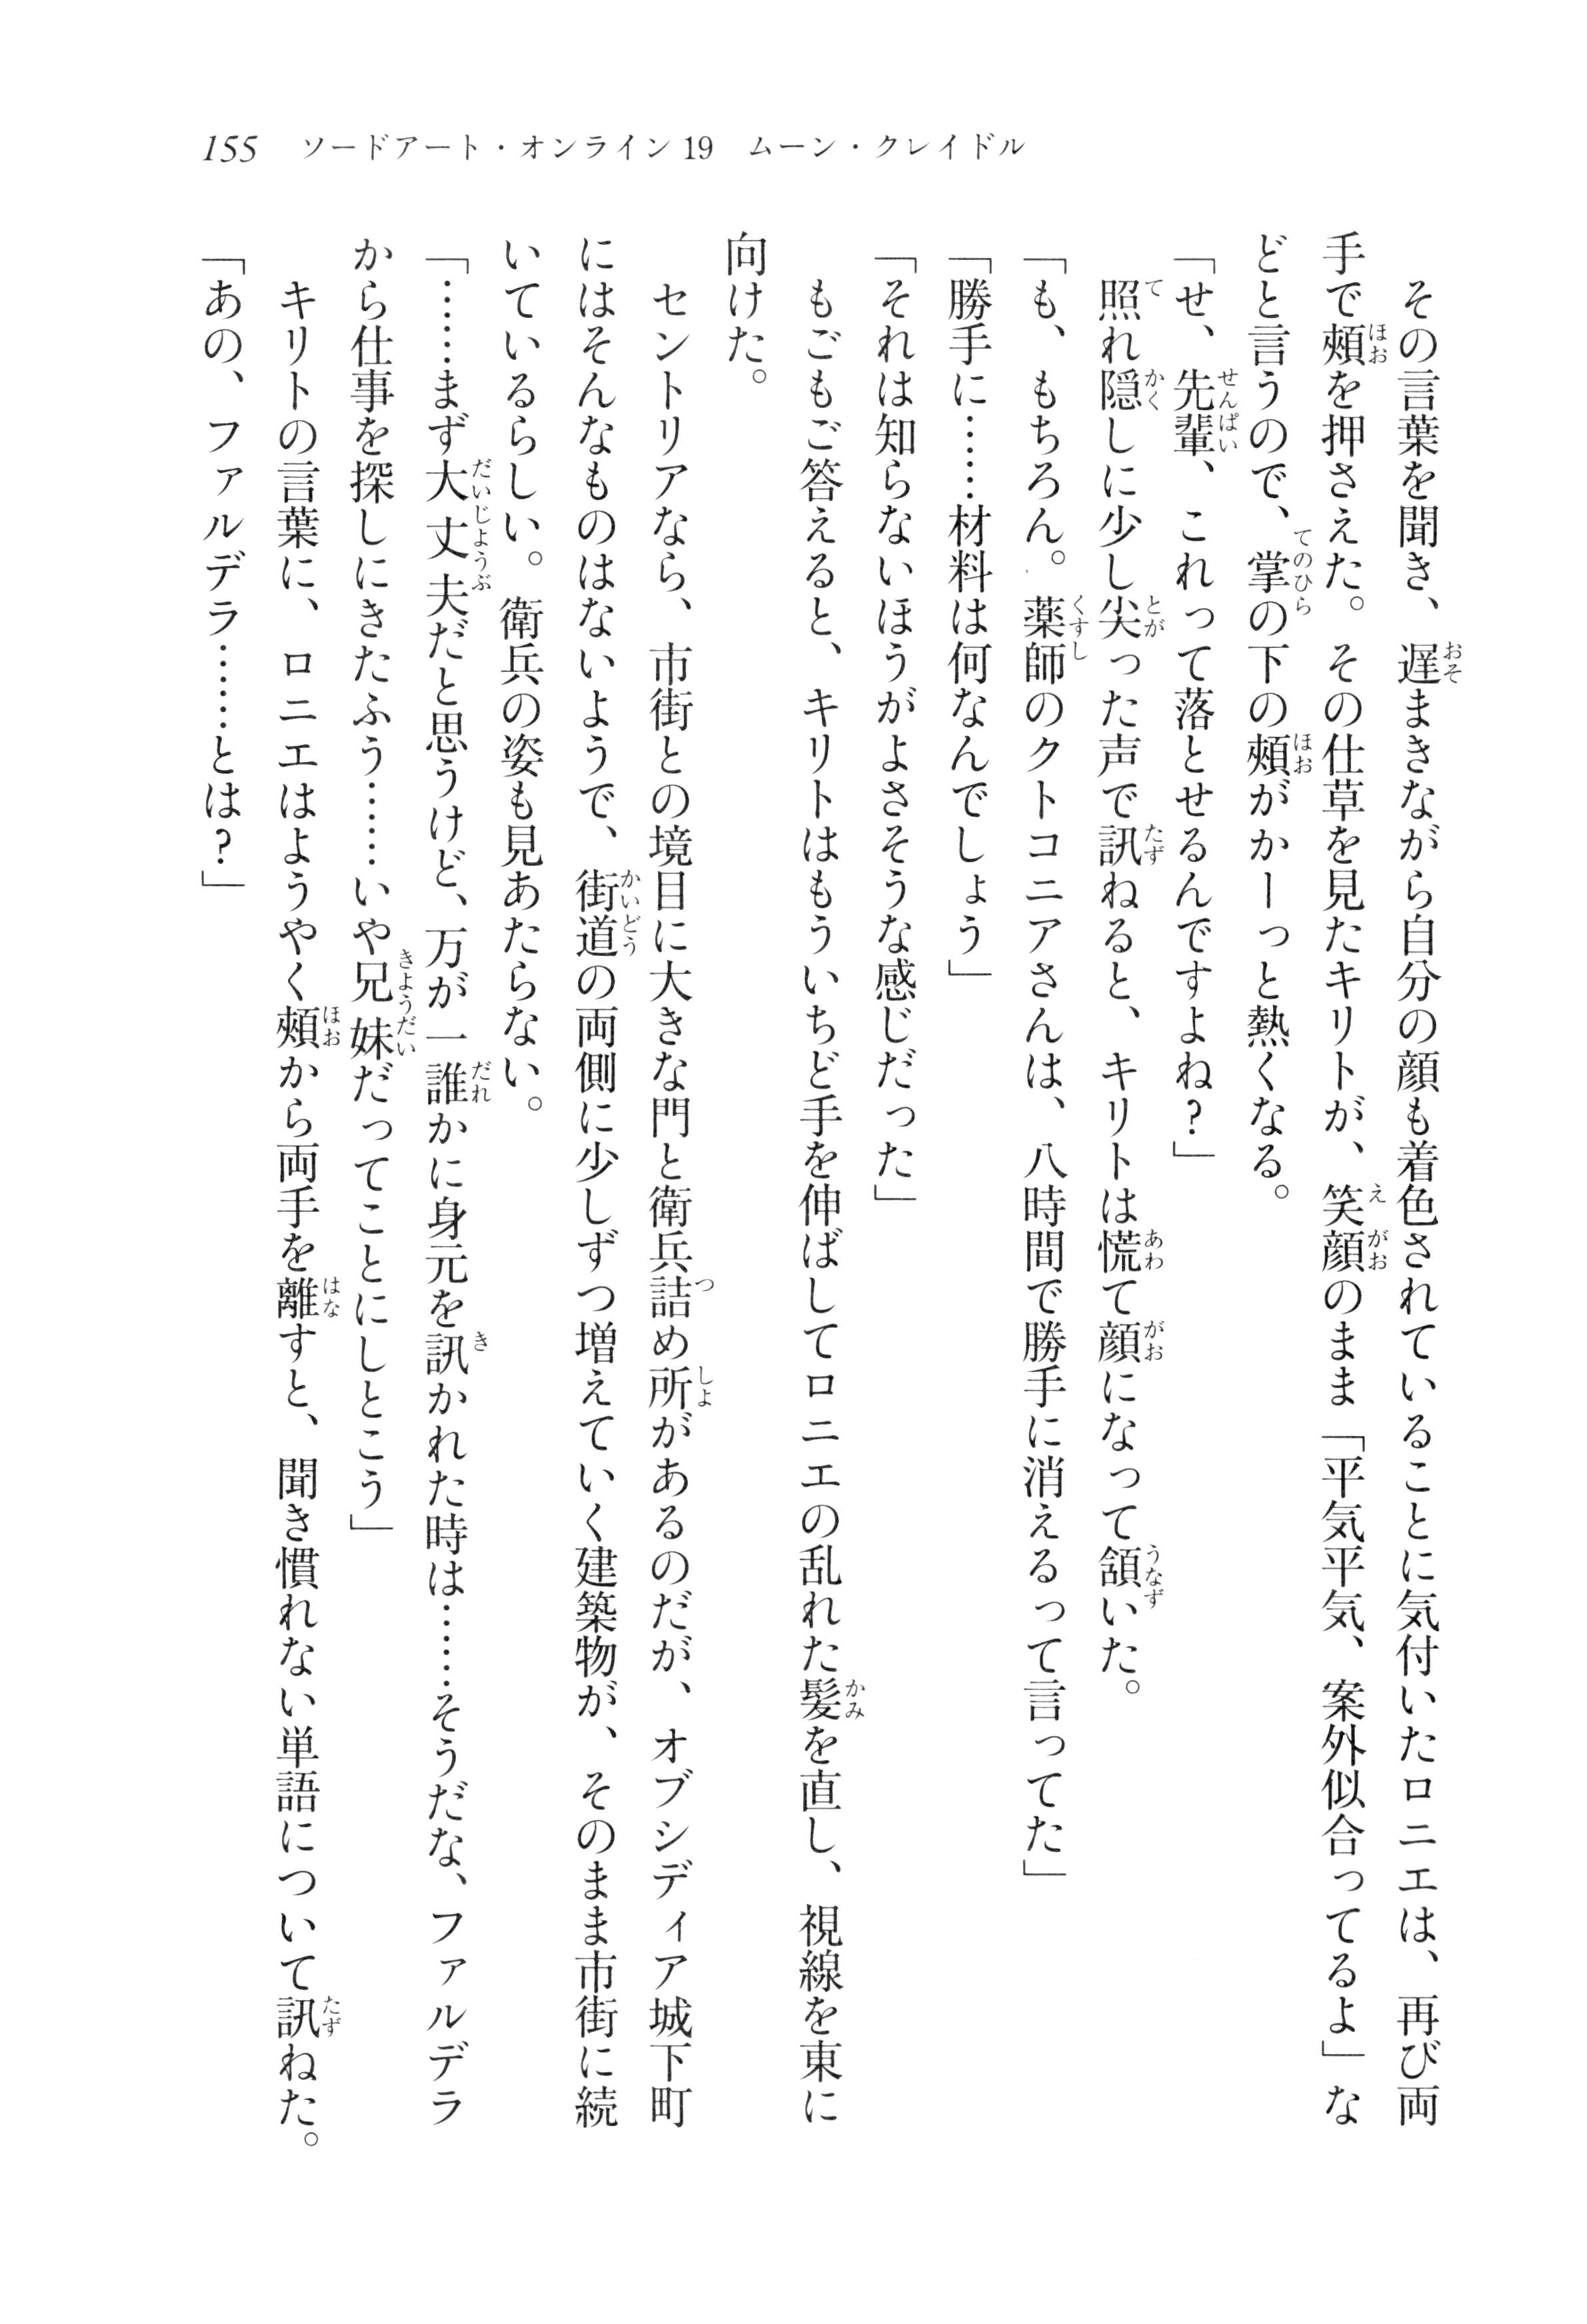 155　ソードアート・オンライン19　ムーン・クレイドル
　その言葉を聞き、遅まきながら自分の顔も着色されていることに気付いたロニエは、再び両
手で頰を押さえた。その仕草を見たキリトが、笑顔のまま「平気平気、案外似合ってるよ」な
どと言うので、掌の下の頰がかーっと熱くなる。
「せ、先輩、これって落とせるんですよね？」
　照れ隠しに少し尖った声で訊ねると、キリトは慌て顔になって頷いた。
「も、もちろん。薬師のクトコニアさんは、八時間で勝手に消えるって言ってた」
「勝手に……材料は何なんでしょう」
「それは知らないほうがよさそうな感じだった」
　もごもご答えると、キリトはもういちど手を伸ばしてロニエの乱れた髪を直し、視線を東に
向けた。
　セントリアなら、市街との境目に大きな門と衛兵詰め所があるのだが、オブシディア城下町
にはそんなものはないようで、街道の両側に少しずつ増えていく建築物が、そのまま市街に続
いているらしい。衛兵の姿も見あたらない。
「……まず大丈夫だと思うけど、万が一誰かに身元を訊かれた時は……そうだな、ファルデラ
から仕事を探しにきたふう……いや兄妹だってことにしとこう」
　キリトの言葉に、ロニエはようやく頰から両手を離すと、聞き慣れない単語について訊ねた。
「あの、ファルデラ……とは？」